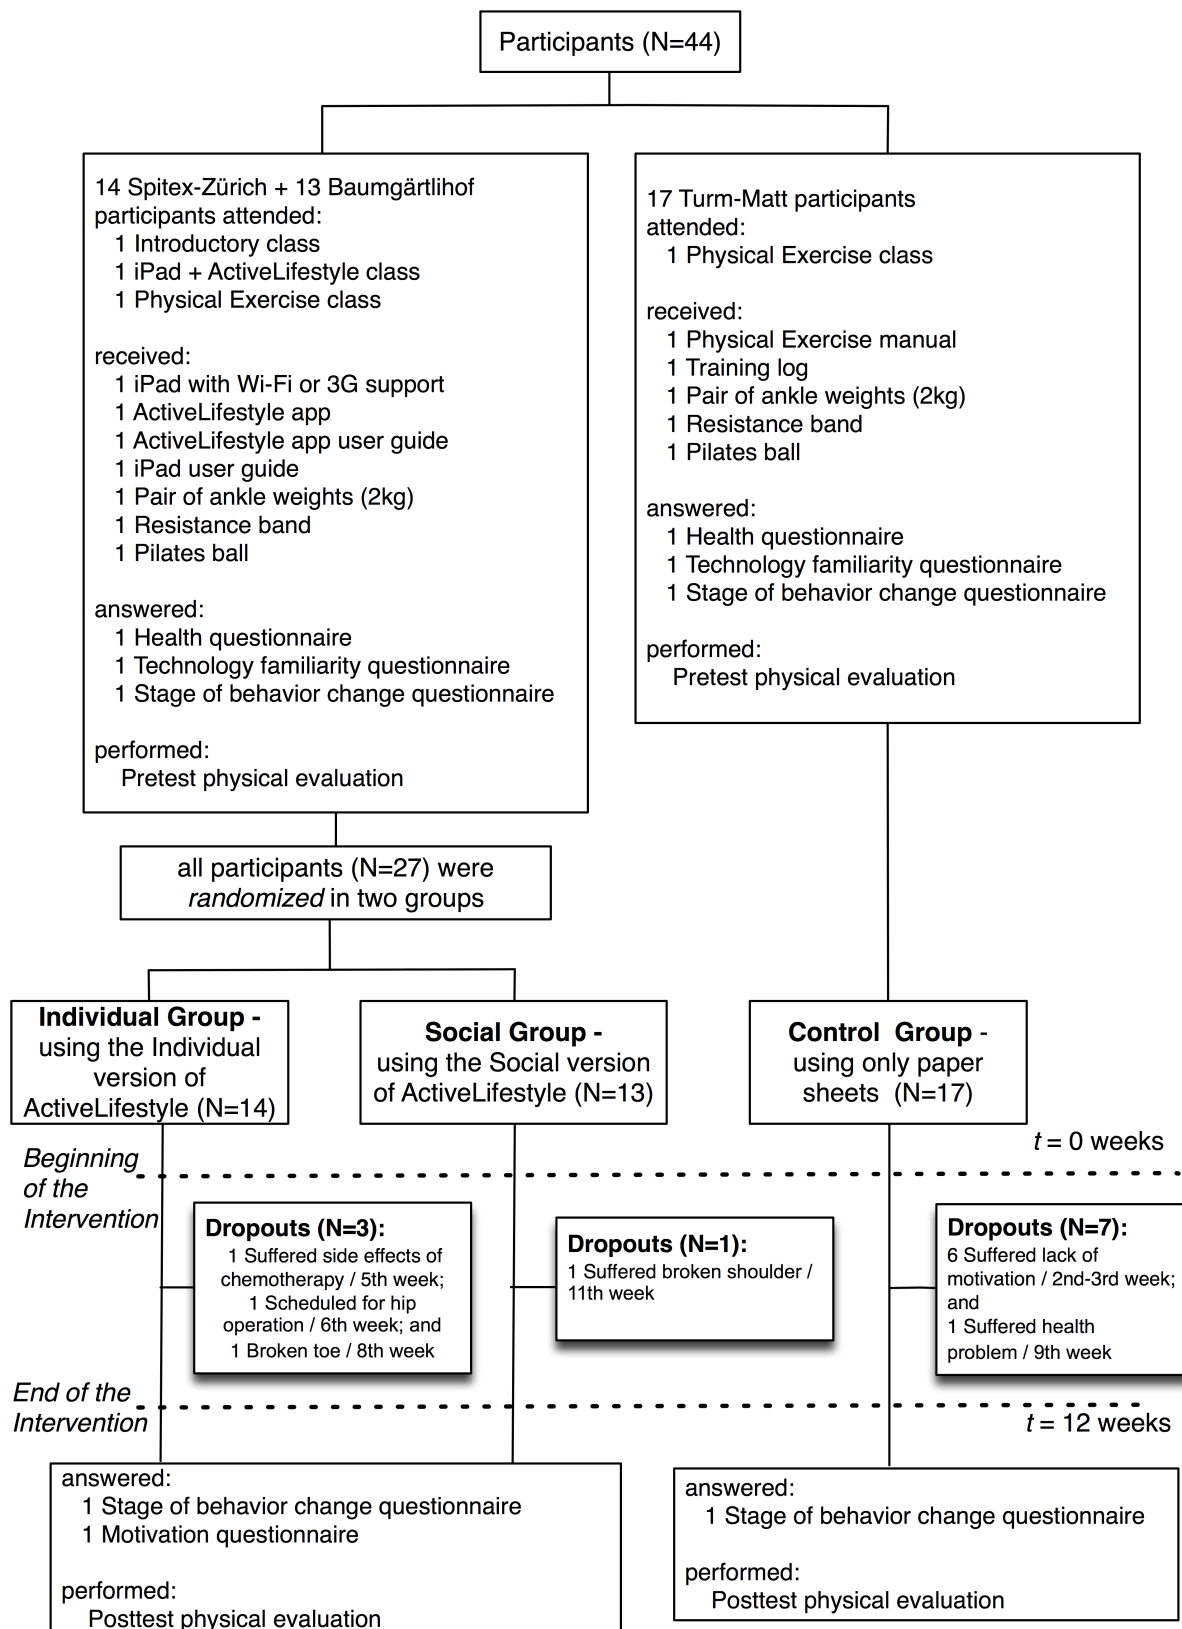 Participants (N=44)
14 Spitex-Zürich + 13 Baumgärtlihof
participants attended:
1 Introductory class
1 iPad + ActiveLifestyle class
1 Physical Exercise class
received:
1 iPad with Wi-Fi or 3G support
1 ActiveLifestyle app
1 ActiveLifestyle app user guide
1 iPad user guide
1 Pair of ankle weights (2kg)
1 Resistance band
1 Pilates ball
answered:
1 Health questionnaire
1 Technology familiarity questionnaire
1 Stage of behavior change questionnaire
performed:
Pretest physical evaluation
17 Turm-Matt participants
attended:
1 Physical Exercise class
received:
1 Physical Exercise manual
1 Training log
1 Pair of ankle weights (2kg)
1 Resistance band
1 Pilates ball
answered:
1 Health questionnaire
1 Technology familiarity questionnaire
1 Stage of behavior change questionnaire
performed:
Pretest physical evaluation
all participants (N=27) were
randomized in two groups
Individual Group -
using the Individual
version of
ActiveLifestyle (N=14)
Social Group -
using the Social version
of ActiveLifestyle (N=13)
Control Group -
using only paper
sheets (N=17)
t = 0 weeks
Beginning
of the
Intervention
Dropouts (N=3):
1 Suffered side effects of
chemotherapy / 5th week;
1 Scheduled for hip
operation / 6th week; and
1 Broken toe / 8th week
Dropouts (N=1):
1 Suffered broken shoulder /
11th week
Dropouts (N=7):
6 Suffered lack of
motivation / 2nd-3rd week;
and
1 Suffered health
problem / 9th week
End of the
Intervention
t = 12 weeks
answered:
1 Stage of behavior change questionnaire
1 Motivation questionnaire
performed:
Posttest physical evaluation
answered:
1 Stage of behavior change questionnaire
performed:
Posttest physical evaluation